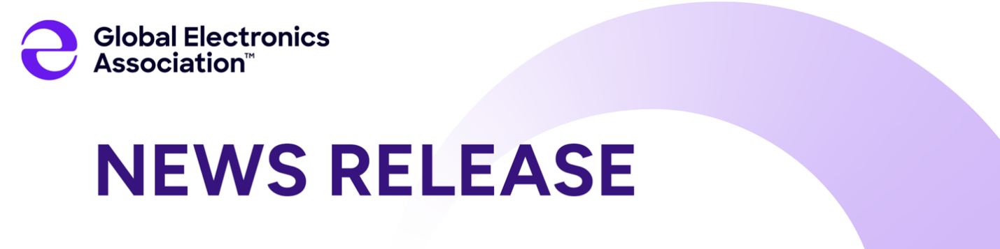 Global Electronics
Association™
NEWS RELEASE